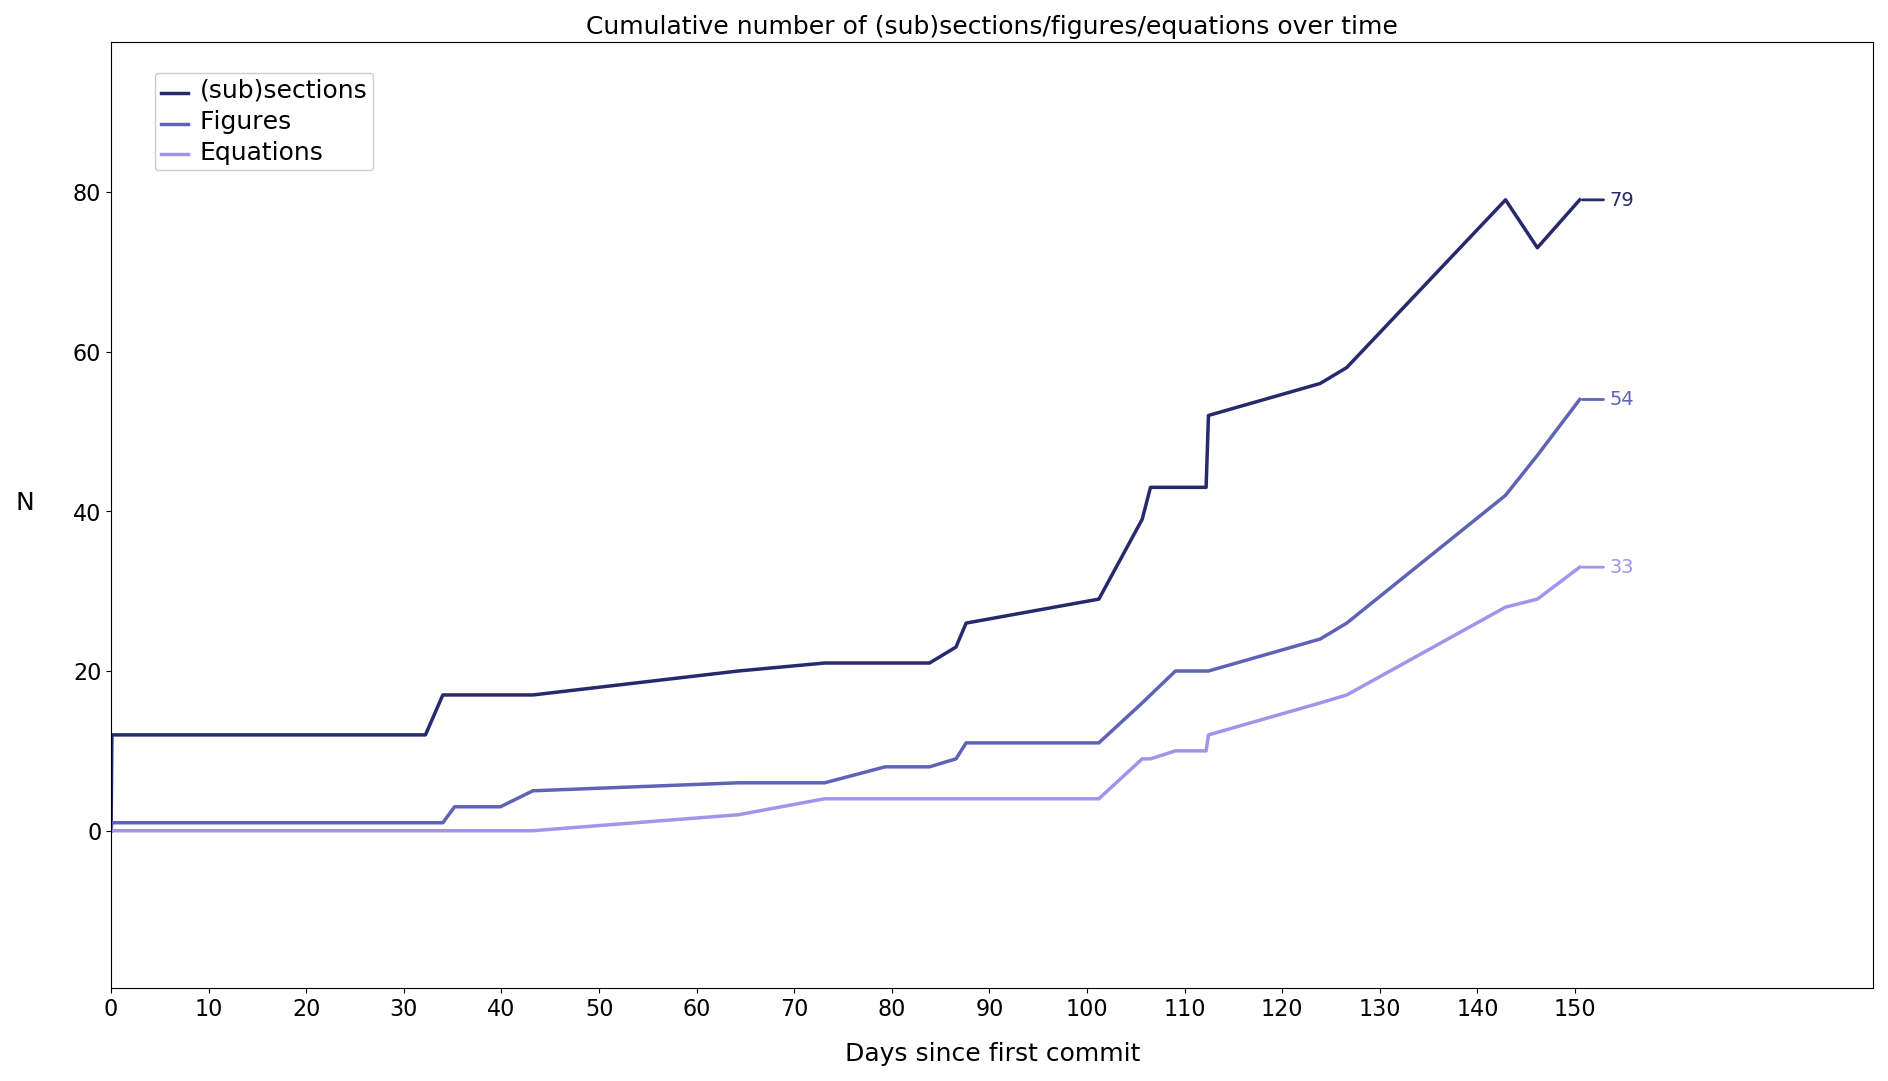 Cumulative number of (sub)sections/figures/equations over time
(sub)sections
Figures
Equations
80
60
40
20
0
N
79
54
33
0 10 20 30 40 50 60 70 80 90 100 110 120 130 140 150
Days since first commit